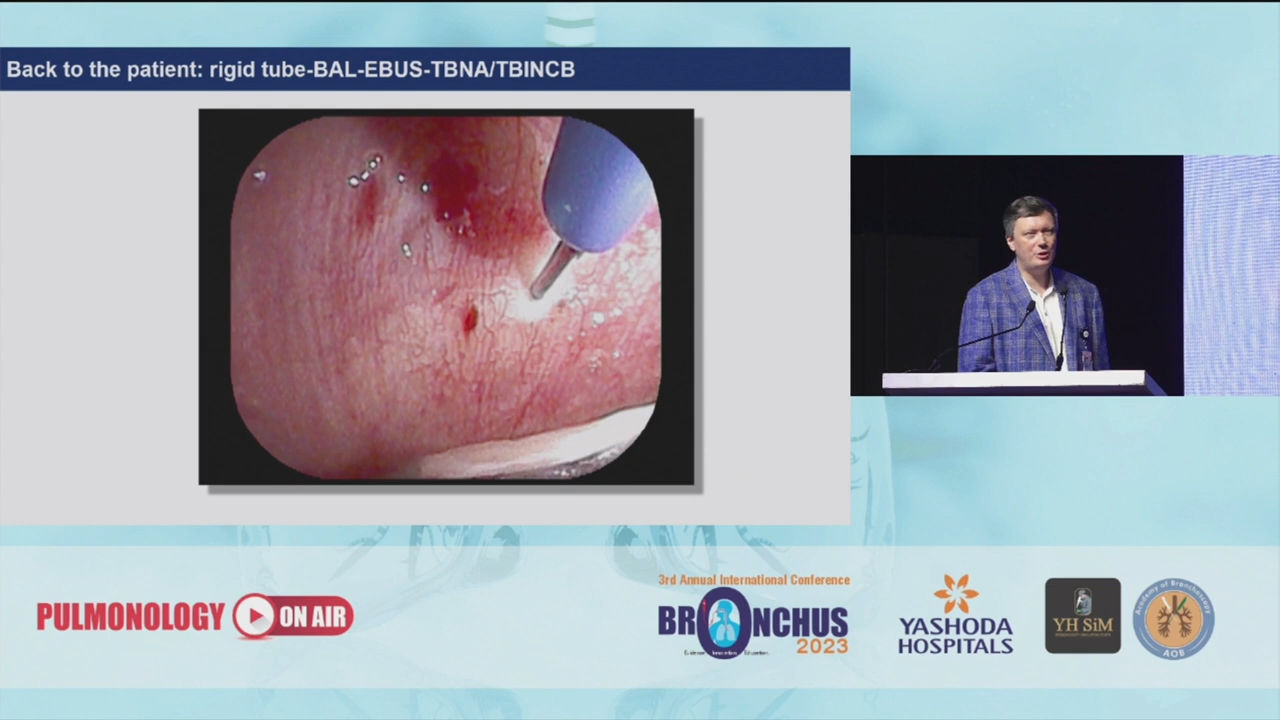 Back to the patient: rigid tube-BAL-EBUS-TBNA/TBINCB
PULMONOLOGY ON AIR
3rd Annual International Conference
BRONCHUS
2023
YASHODA
HOSPITALS
YH SiM
Academy of Bronchoscopy
AOB